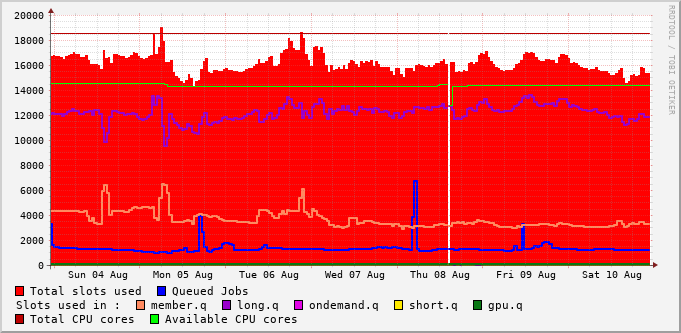 20000
18000
16000
14000
12000
10000
8000
6000
4000
2000
0
Sun 04 Aug Mon 05 Aug Tue 06 Aug Wed 07 Aug Thu 08 Aug Fri 09 Aug Sat 10 Aug
RRDTOOL / TOBI OETIKER
Total slots used Queued Jobs
Slots used in : member.q long.q ondemand.q short.q gpu.q
Total CPU cores Available CPU cores